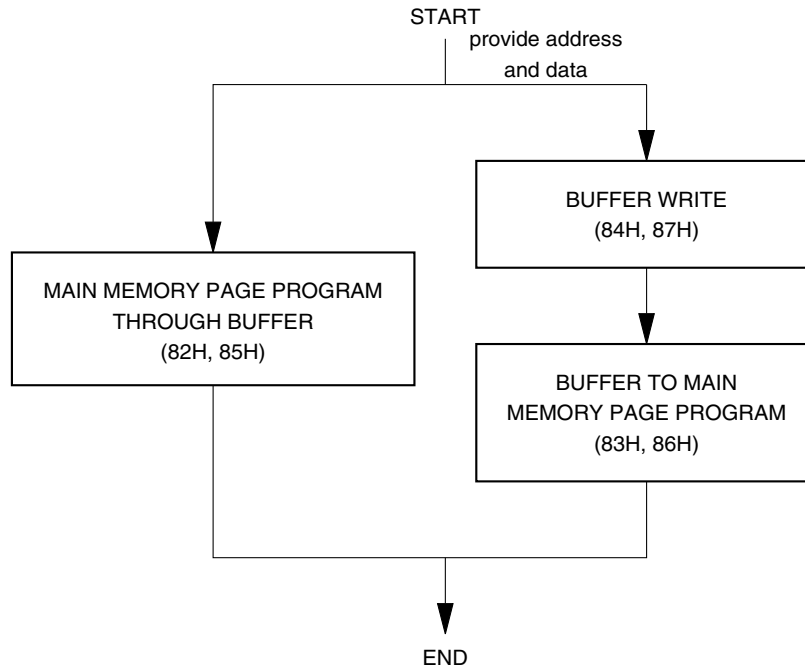 START
provide address
and data
BUFFER WRITE
(84H, 87H)
MAIN MEMORY PAGE PROGRAM
THROUGH BUFFER
(82H, 85H)
BUFFER TO MAIN
MEMORY PAGE PROGRAM
(83H, 86H)
END